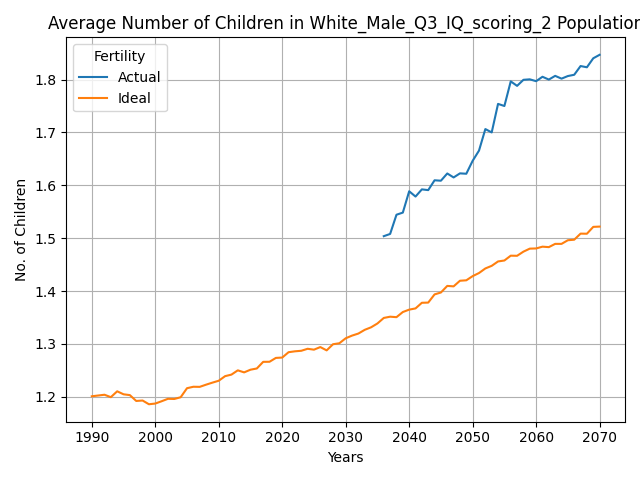 Average Number of Children in White_Male_Q3_IQ_scoring_2 Population
Fertility
Actual
Ideal
No. of Children
1.8
1.7
1.6
1.5
1.4
1.3
1.2
1990 2000 2010 2020 2030 2040 2050 2060 2070
Years